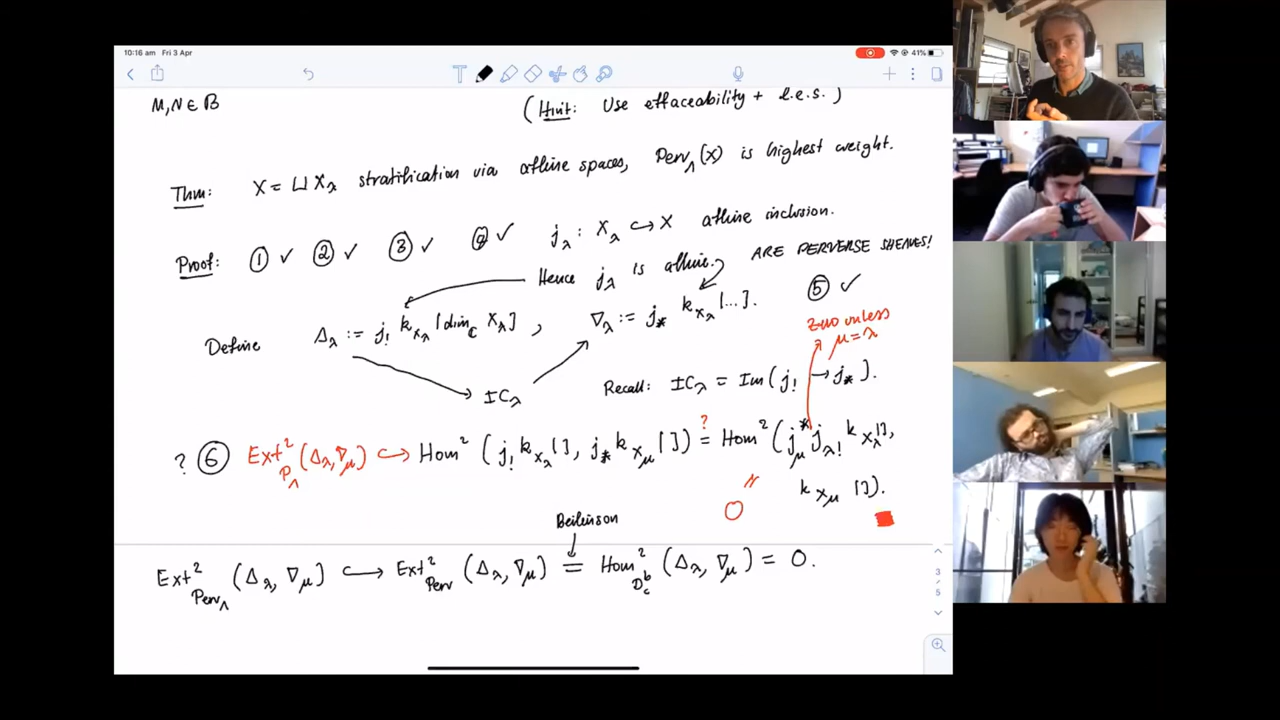 10:16 am Fri 3 Apr
41%
M, N ∈ B
(Hint: Use effaceability + l.e.s.)
Thm: X = ⊔ X_λ stratification via affine spaces, Perv_Λ(X) is highest weight.
Proof: ① ✓ ② ✓ ③ ✓ ④ ✓ j_λ : X_λ ↪ X affine inclusion.
Hence j_λ is affine. ARE PERVERSE SHEAVES!
⑤ ✓
Define Δ_λ := j_! k_{X_λ} [dim_C X_λ], ∇_λ := j_* k_{X_λ} [...].
zero unless μ = λ
IC_λ Recall: IC_λ = Im(j_! → j_*).
? ⑥ Ext²_{P_Λ}(Δ_λ, ∇_μ) ↪ Hom²(j_! k_{X_λ}[], j_* k_{X_μ}[]) =? Hom²(j_μ^* j_{λ!} k_{X_λ}[],
k_{X_μ}[]).
= 0
Beilinson
Ext²_{Perv_Λ}(Δ_λ, ∇_μ) ↪ Ext²_{Perv}(Δ_λ, ∇_μ) = Hom²_{D^b_c}(Δ_λ, ∇_μ) = 0.
3 / 5